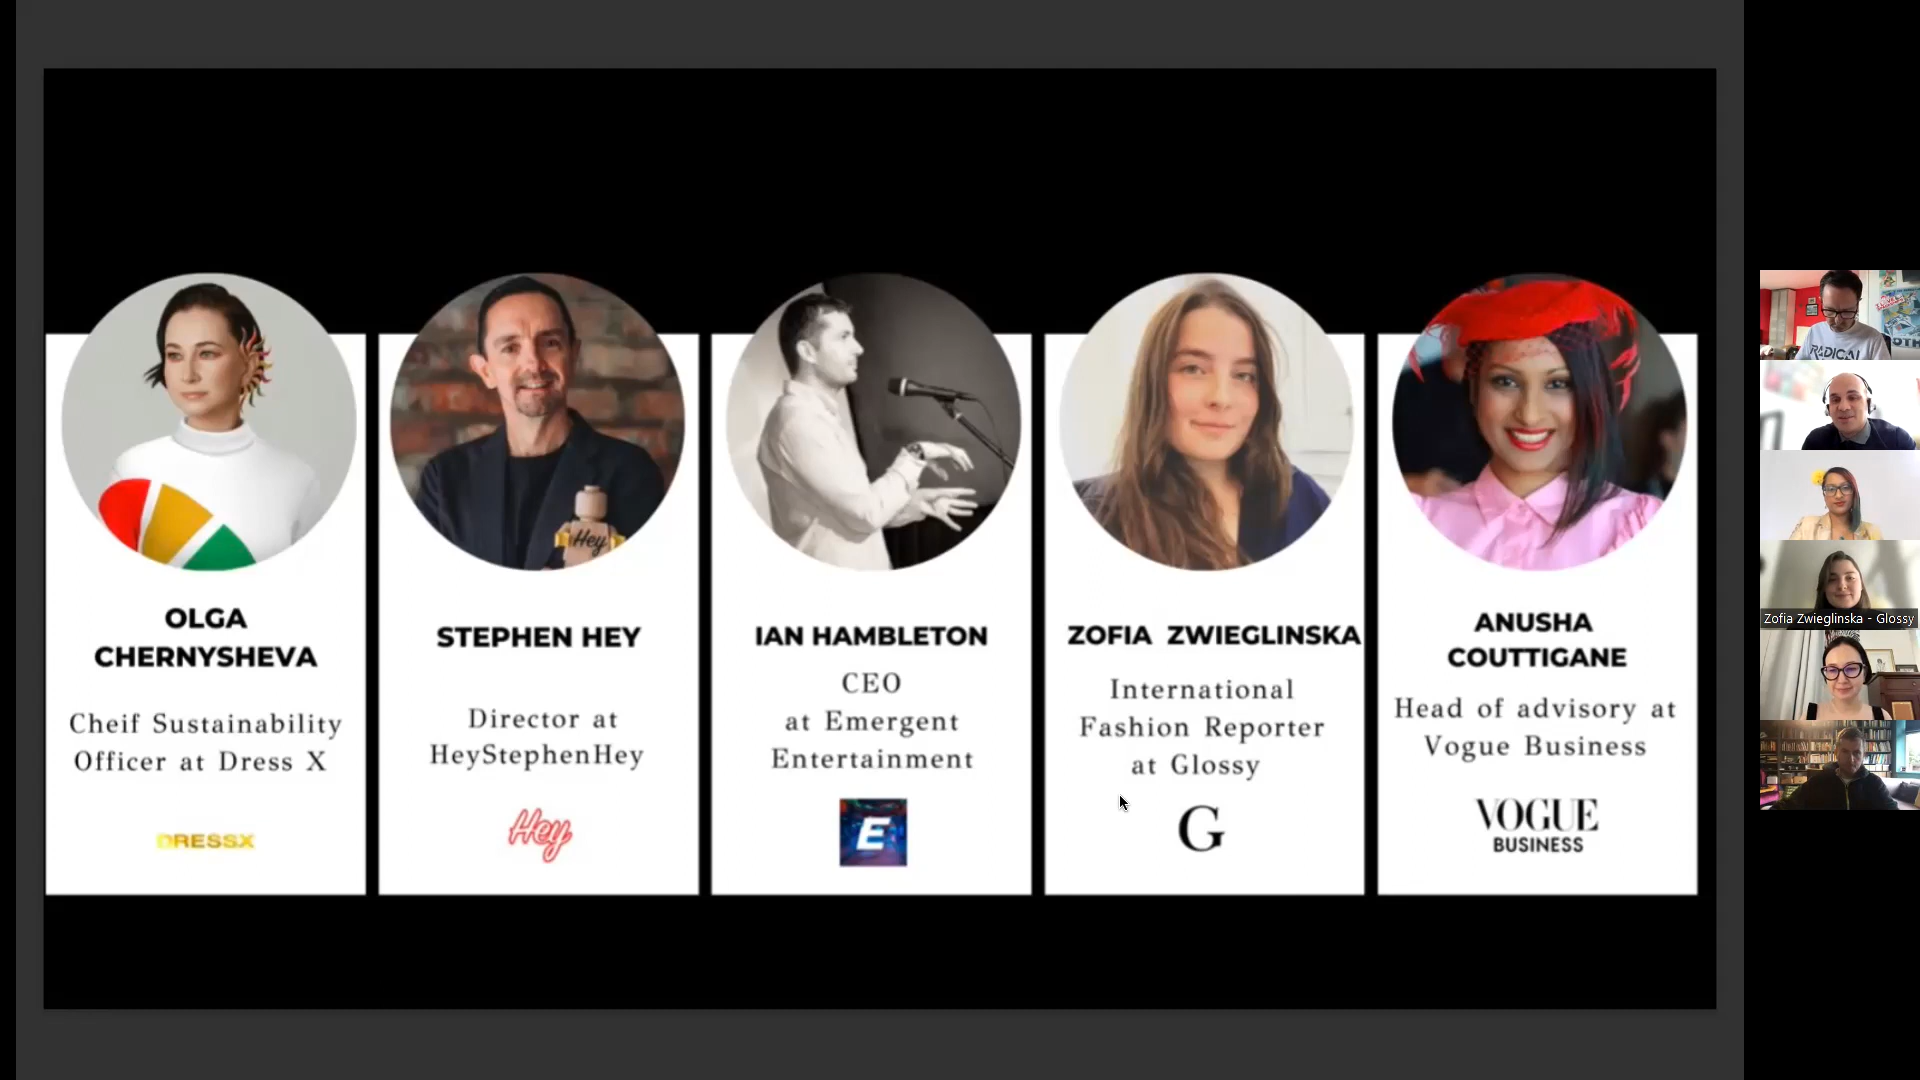 OLGA
CHERNYSHEVA
Cheif Sustainability
Officer at Dress X
DRESSX
Hey
STEPHEN HEY
Director at
HeyStephenHey
Hey
IAN HAMBLETON
CEO
at Emergent
Entertainment
E
ZOFIA ZWIEGLINSKA
International
Fashion Reporter
at Glossy
G
ANUSHA
COUTTIGANE
Head of advisory at
Vogue Business
VOGUE
BUSINESS
RADICAL
Zofia Zwieglinska - Glossy